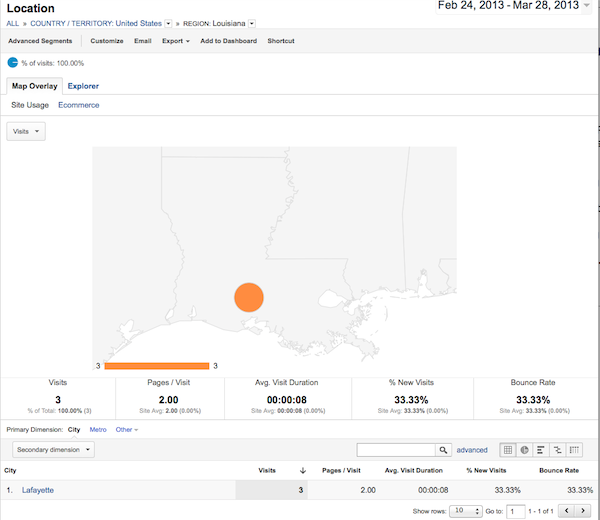 Location
Feb 24, 2013 - Mar 28, 2013
ALL » COUNTRY / TERRITORY: United States » REGION: Louisiana
Advanced Segments Customize Email Export Add to Dashboard Shortcut
% of visits: 100.00%
Map Overlay Explorer
Site Usage Ecommerce
Visits
3 3
Visits Pages / Visit Avg. Visit Duration % New Visits Bounce Rate
3 2.00 00:00:08 33.33% 33.33%
% of Total: 100.00% (3) Site Avg: 2.00 (0.00%) Site Avg: 00:00:08 (0.00%) Site Avg: 33.33% (0.00%) Site Avg: 33.33% (0.00%)
Primary Dimension: City Metro Other
Secondary dimension advanced
City Visits Pages / Visit Avg. Visit Duration % New Visits Bounce Rate
1. Lafayette 3 2.00 00:00:08 33.33% 33.33%
Show rows: 10 Go to: 1 1 - 1 of 1